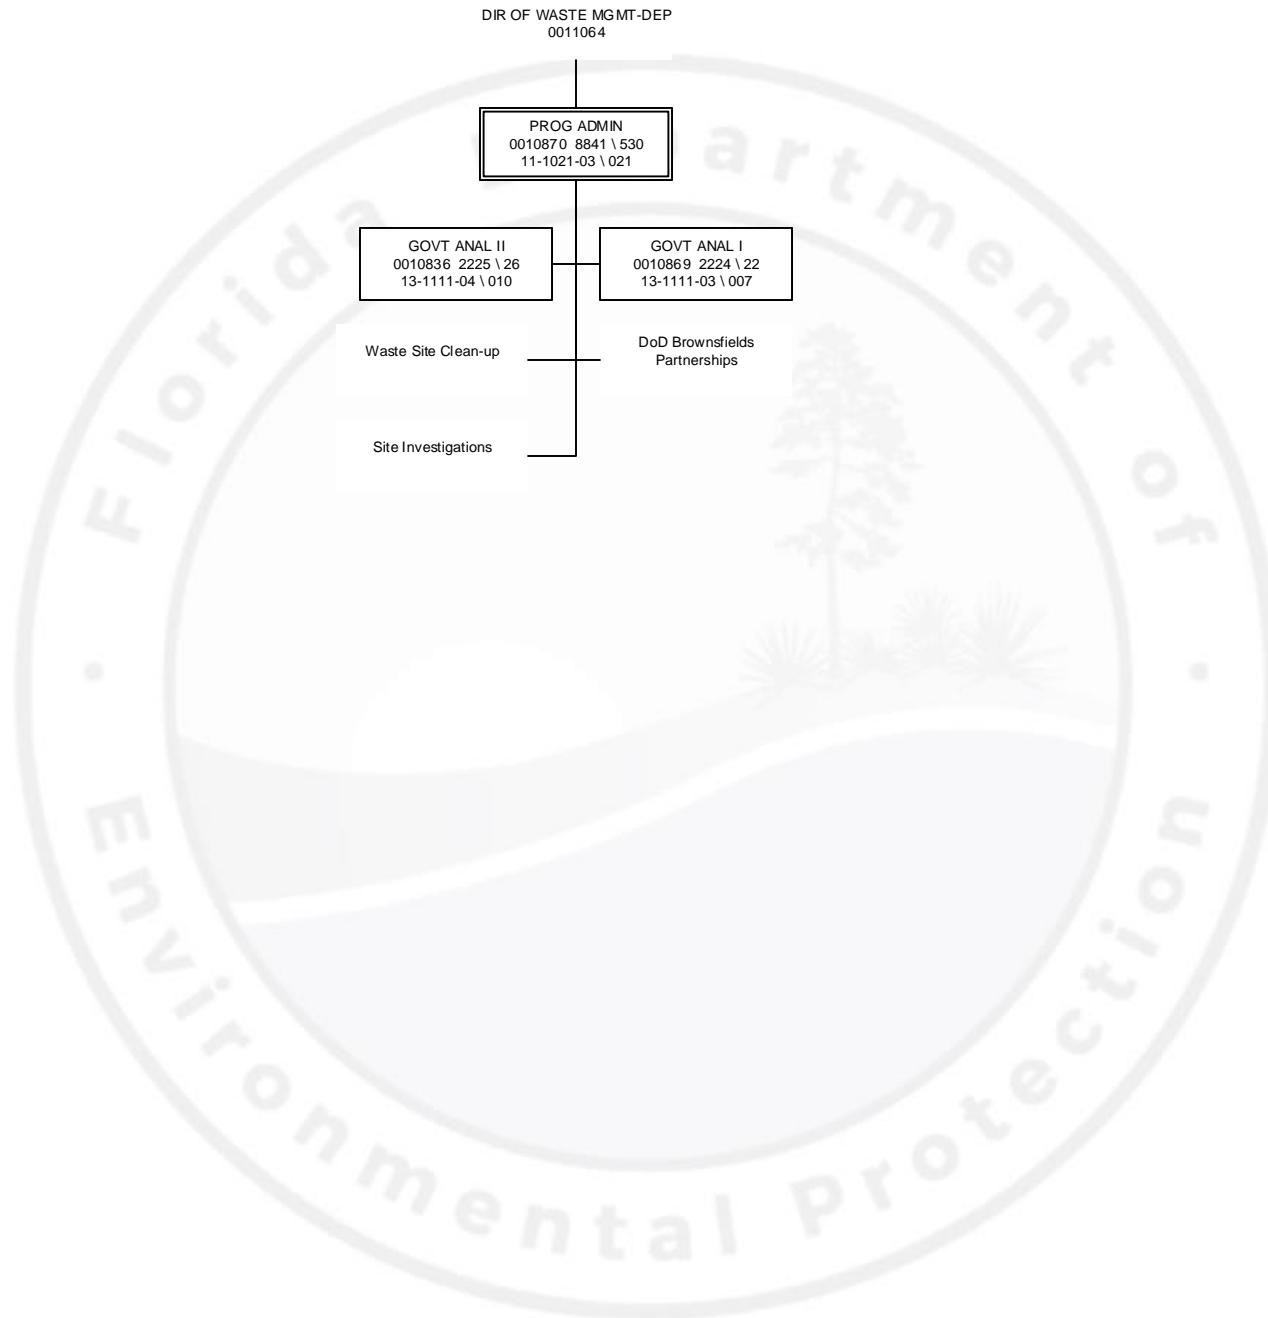 DIR OF WASTE MGMT-DEP
0011064
PROG ADMIN
0010870 8841 \ 530
11-1021-03 \ 021
GOVT ANAL II
0010836 2225 \ 26
13-1111-04 \ 010
GOVT ANAL I
0010869 2224 \ 22
13-1111-03 \ 007
Waste Site Clean-up
DoD Brownsfields
Partnerships
Site Investigations
Florida artment of
Environmental Protection